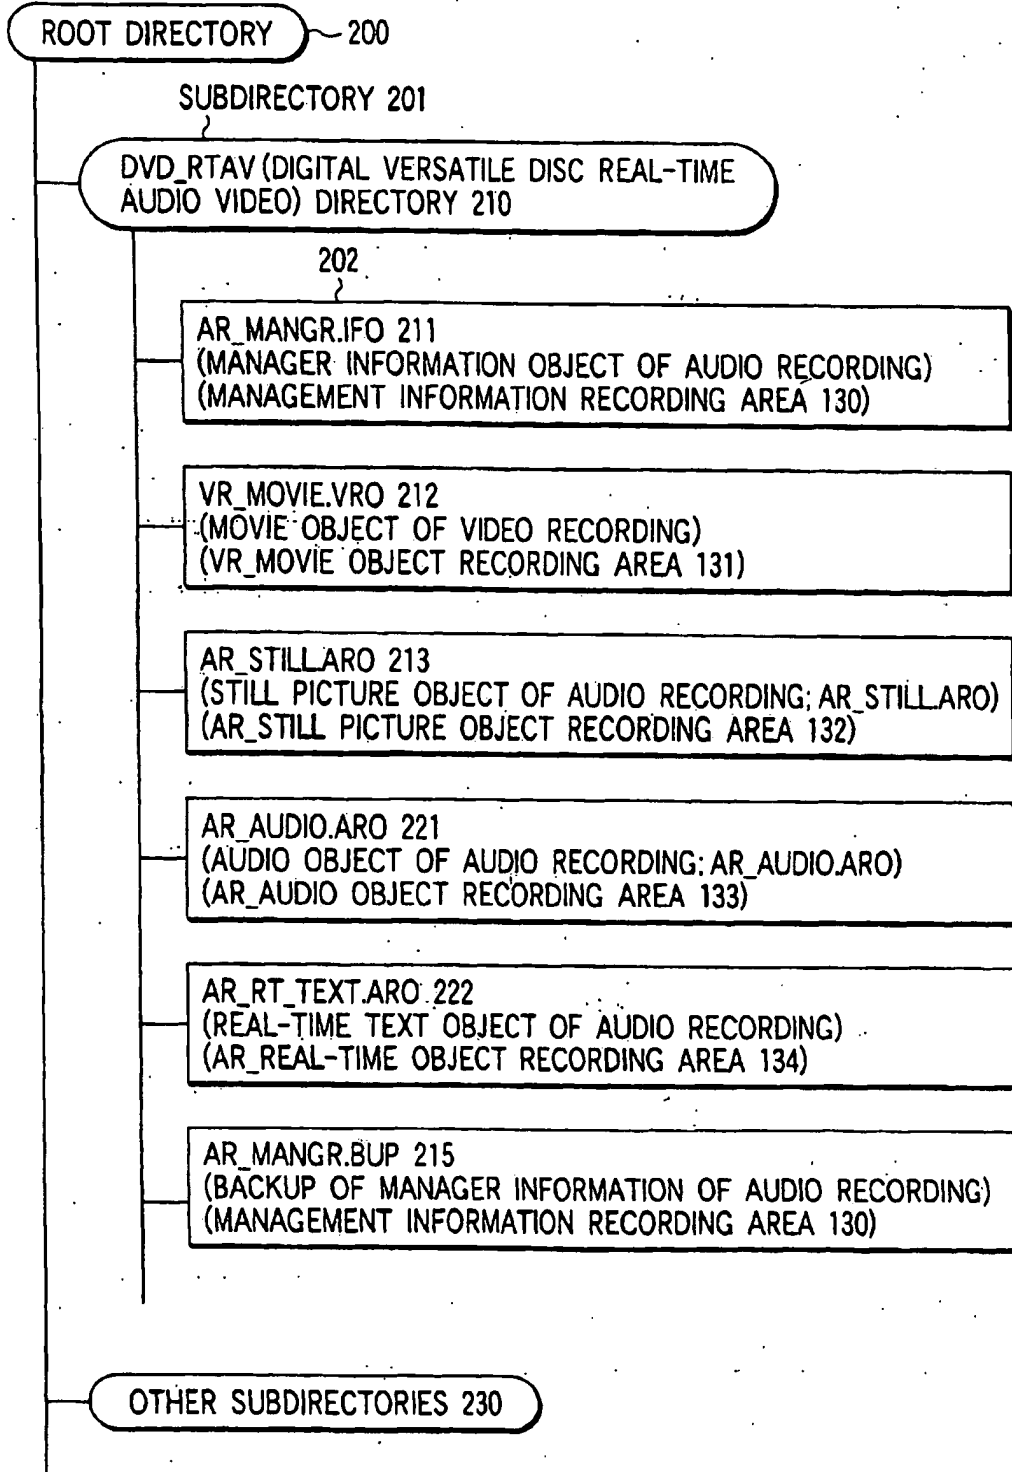 ROOT DIRECTORY 200
SUBDIRECTORY 201
DVD_RTAV (DIGITAL VERSATILE DISC REAL-TIME
AUDIO VIDEO) DIRECTORY 210
202
AR_MANGR.IFO 211
(MANAGER INFORMATION OBJECT OF AUDIO RECORDING)
(MANAGEMENT INFORMATION RECORDING AREA 130)
VR_MOVIE.VRO 212
(MOVIE OBJECT OF VIDEO RECORDING)
(VR_MOVIE OBJECT RECORDING AREA 131)
AR_STILL.ARO 213
(STILL PICTURE OBJECT OF AUDIO RECORDING; AR_STILL.ARO)
(AR_STILL PICTURE OBJECT RECORDING AREA 132)
AR_AUDIO.ARO 221
(AUDIO OBJECT OF AUDIO RECORDING; AR_AUDIO.ARO)
(AR_AUDIO OBJECT RECORDING AREA 133)
AR_RT_TEXT.ARO 222
(REAL-TIME TEXT OBJECT OF AUDIO RECORDING)
(AR_REAL-TIME OBJECT RECORDING AREA 134)
AR_MANGR.BUP 215
(BACKUP OF MANAGER INFORMATION OF AUDIO RECORDING)
(MANAGEMENT INFORMATION RECORDING AREA 130)
OTHER SUBDIRECTORIES 230